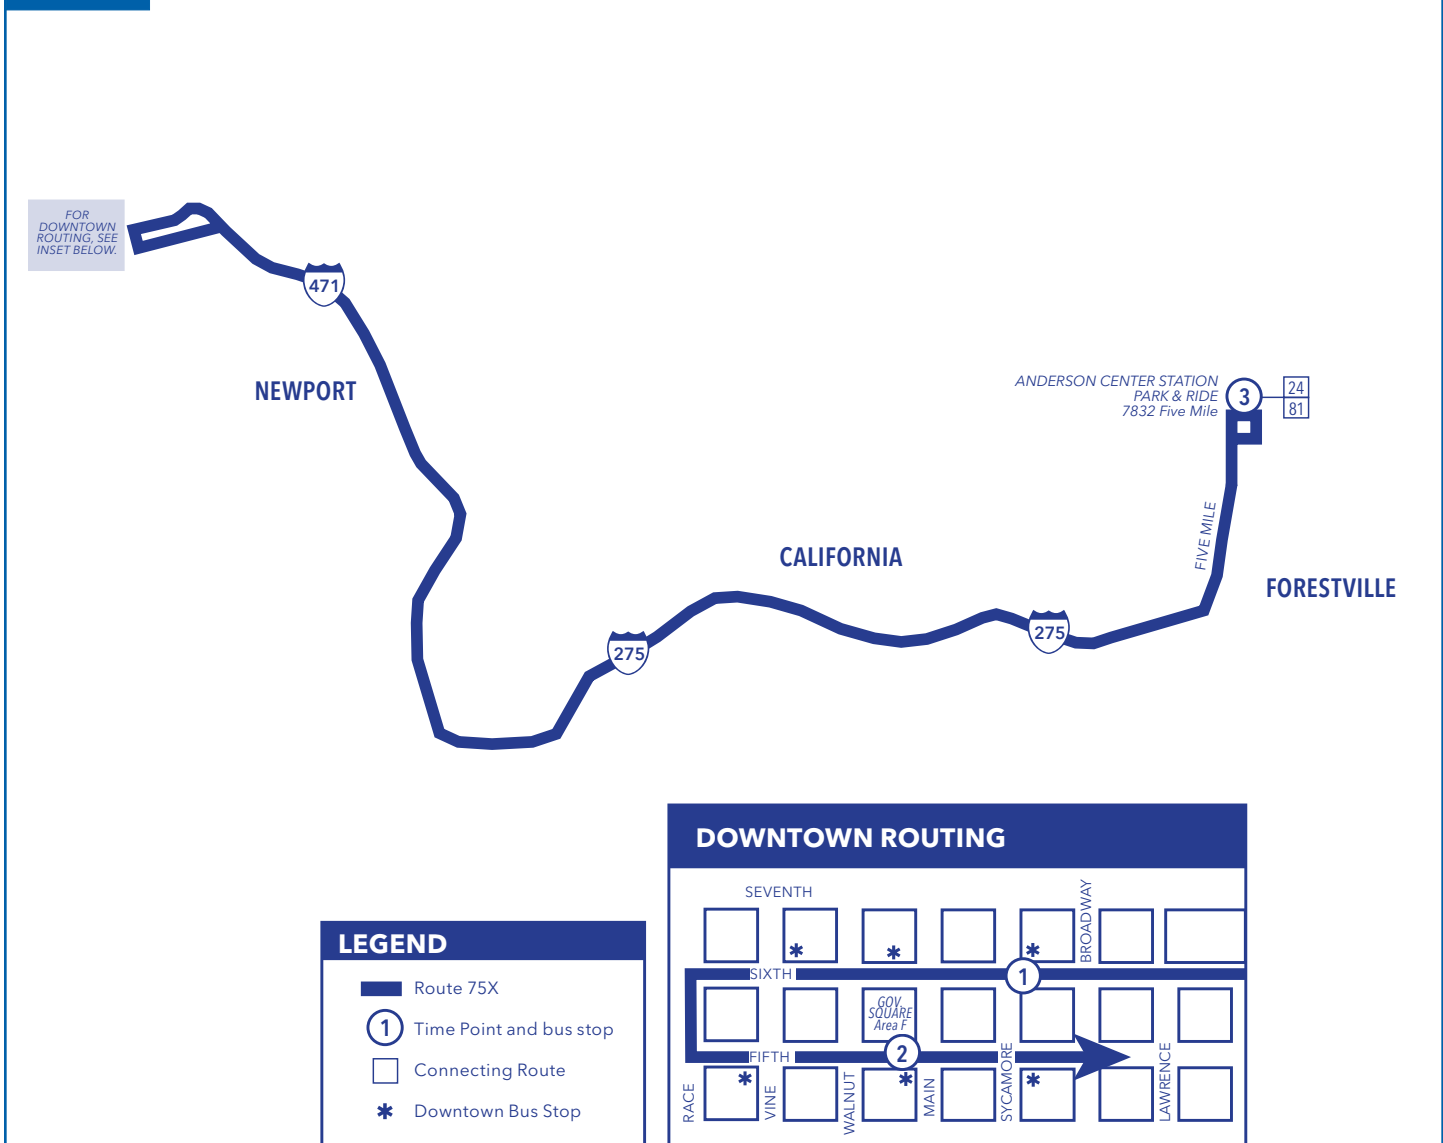 FOR
DOWNTOWN
ROUTING, SEE
INSET BELOW.
471
NEWPORT
ANDERSON CENTER STATION
PARK & RIDE
7832 Five Mile
3
24
81
FIVE MILE
CALIFORNIA
FORESTVILLE
275
275
DOWNTOWN ROUTING
SEVENTH
BROADWAY
SIXTH
1
GOV.
SQUARE
Area F
FIFTH
2
RACE
VINE
WALNUT
MAIN
SYCAMORE
LAWRENCE
LEGEND
Route 75X
1 Time Point and bus stop
Connecting Route
* Downtown Bus Stop